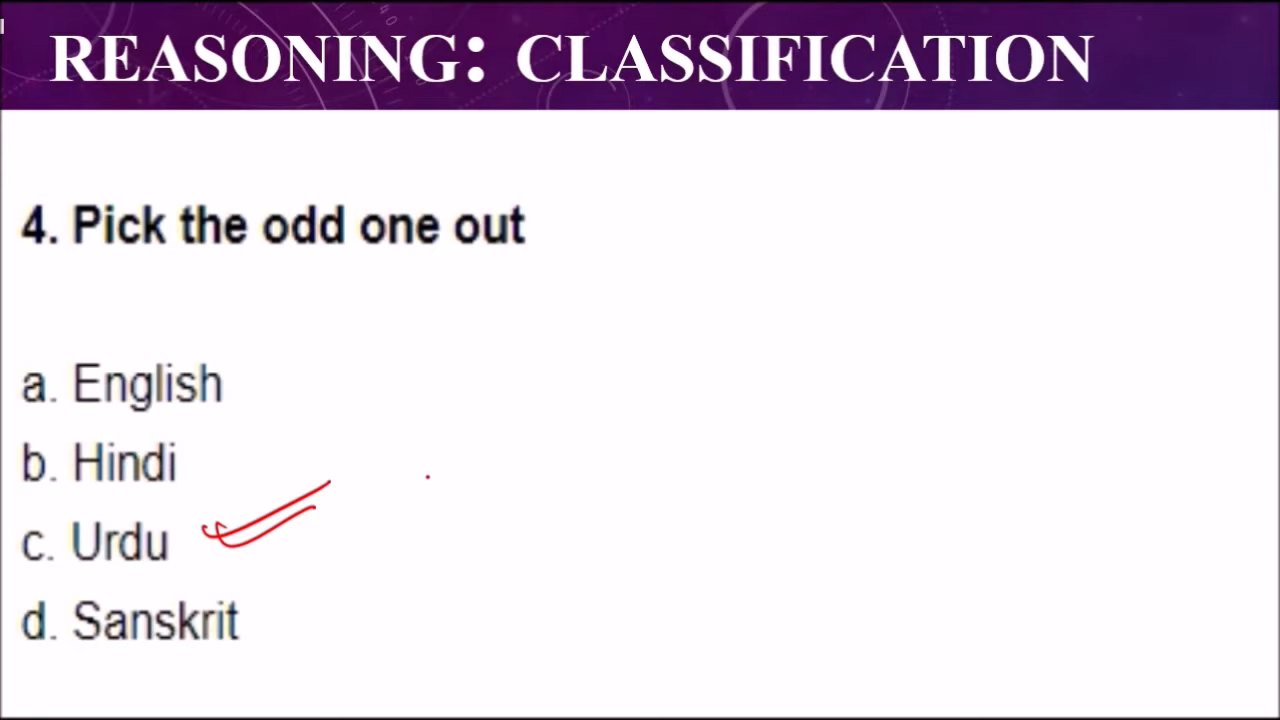 REASONING: CLASSIFICATION
4. Pick the odd one out
a. English
b. Hindi
c. Urdu
d. Sanskrit